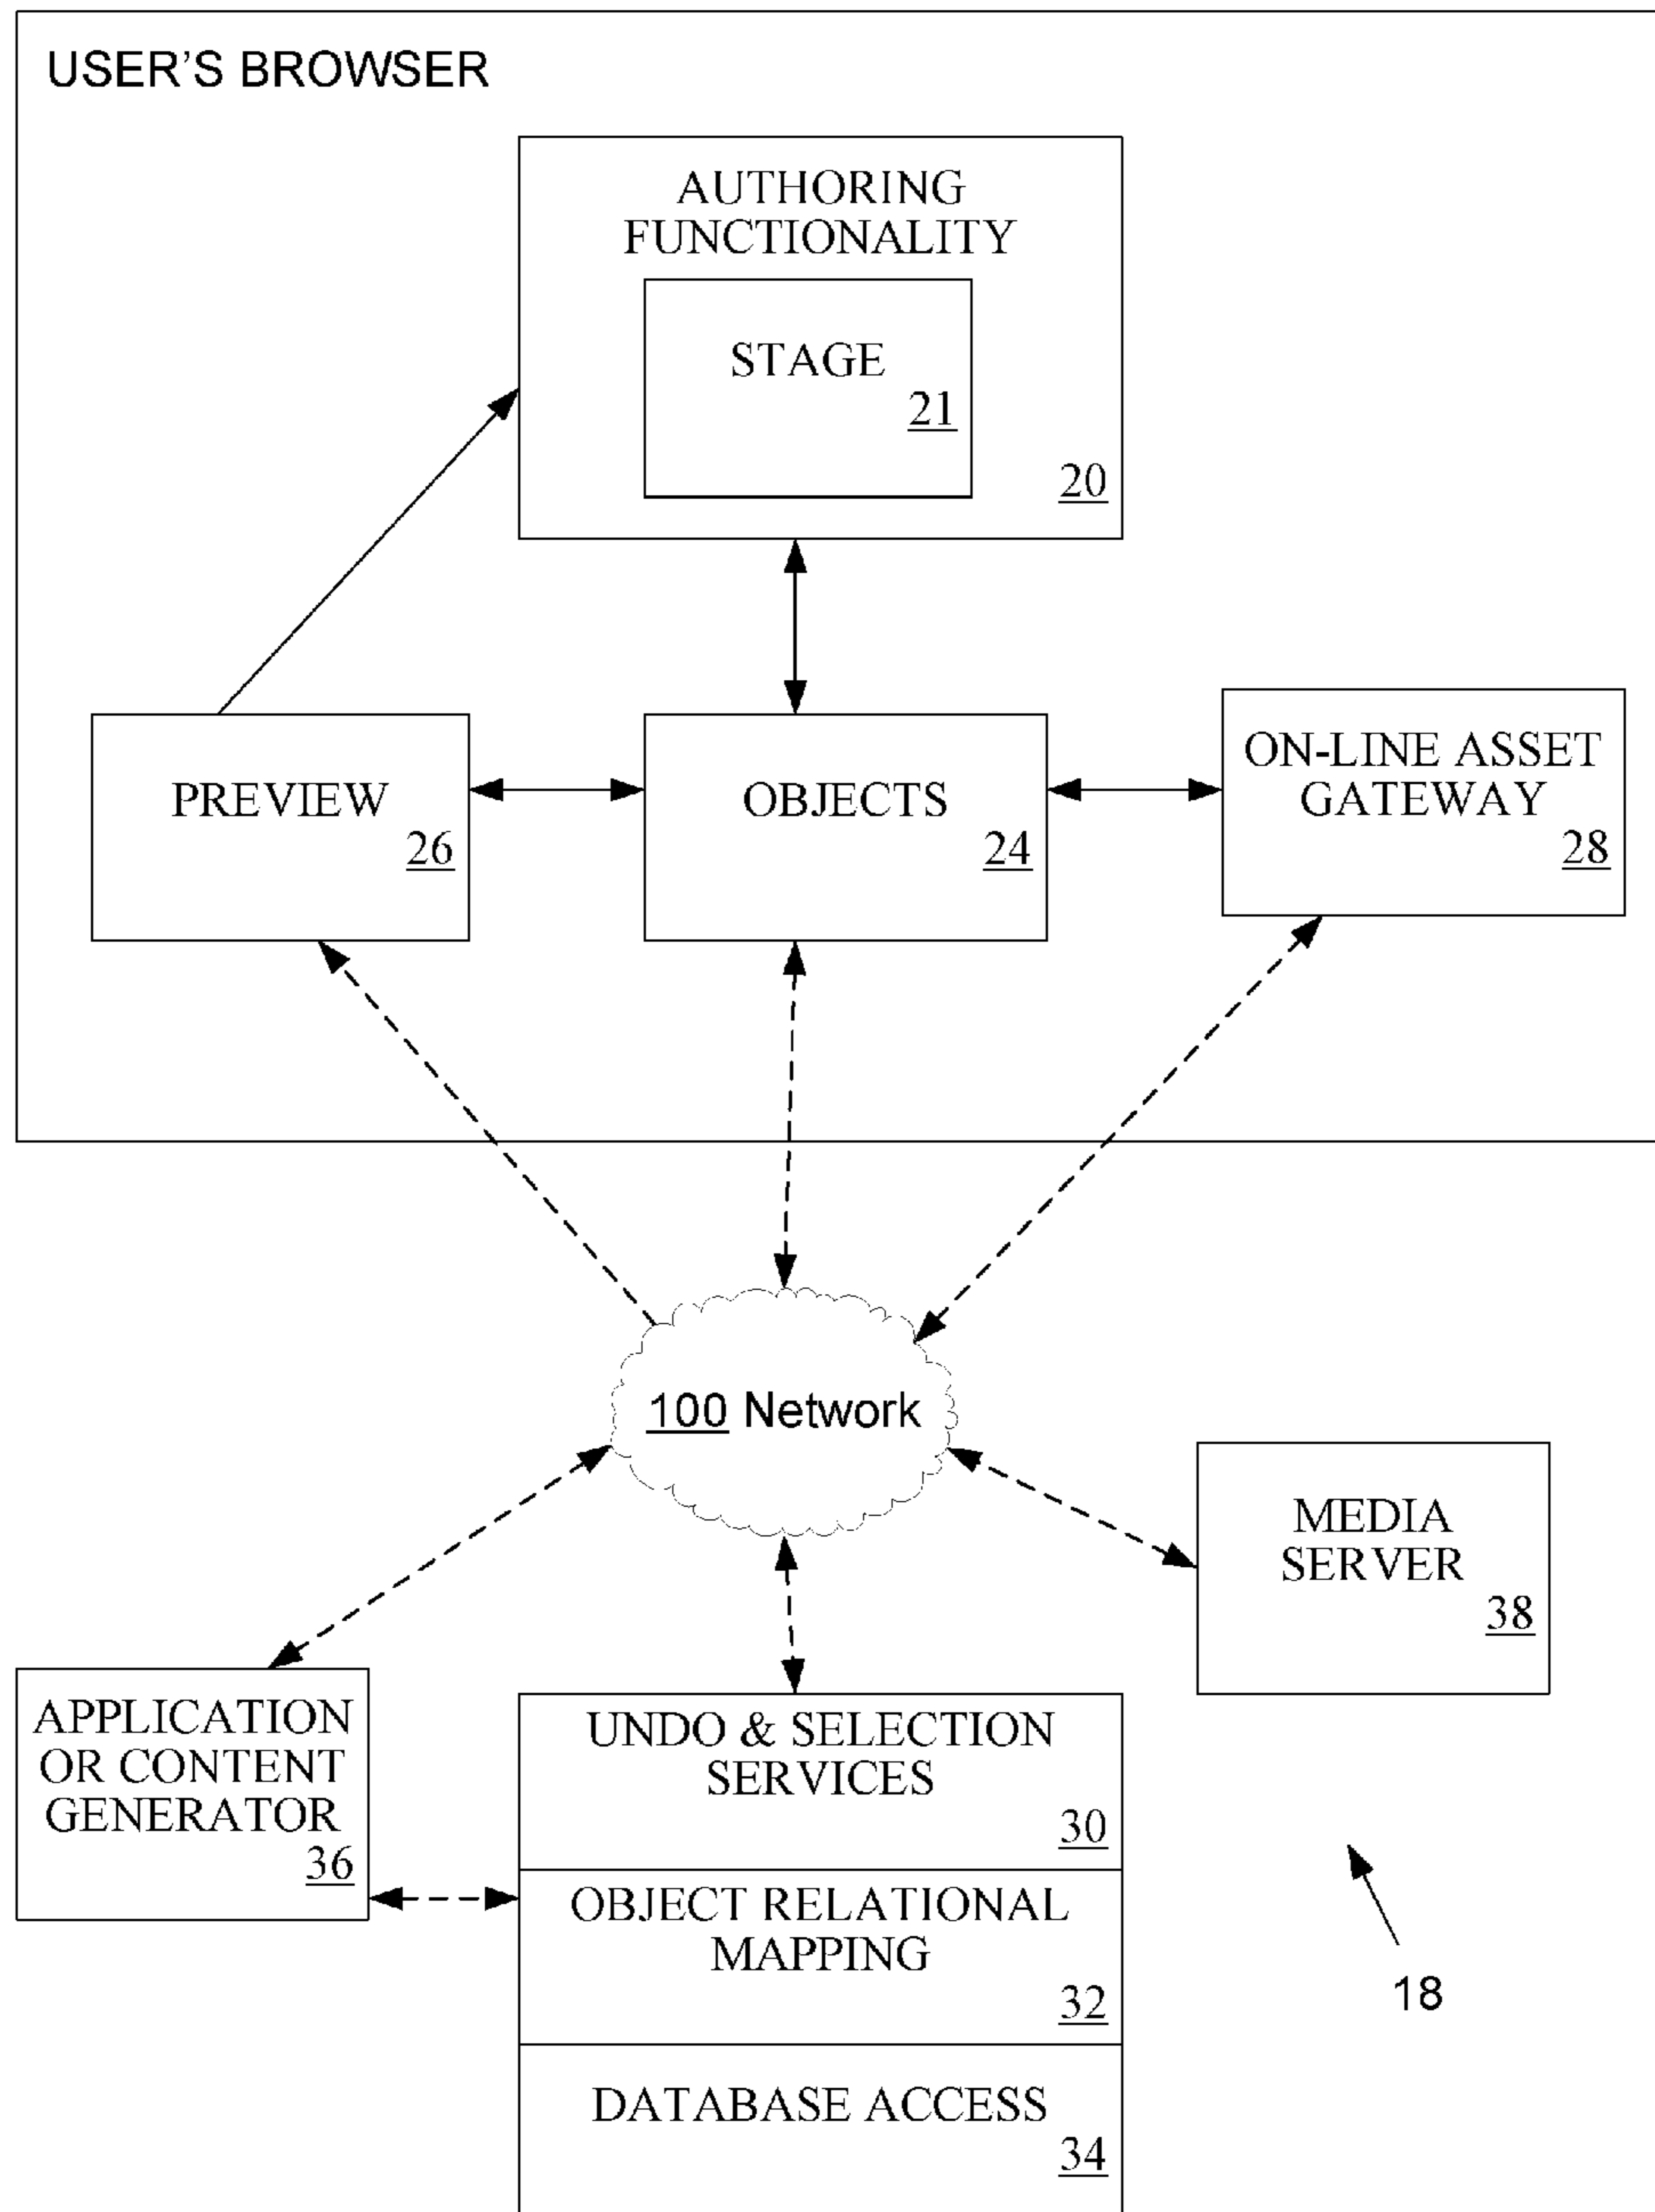 USER'S BROWSER
AUTHORING
FUNCTIONALITY
STAGE
21
20
PREVIEW
26
OBJECTS
24
ON-LINE ASSET
GATEWAY
28
100 Network
MEDIA
SERVER
38
APPLICATION
OR CONTENT
GENERATOR
36
UNDO & SELECTION
SERVICES
30
OBJECT RELATIONAL
MAPPING
32
18
DATABASE ACCESS
34